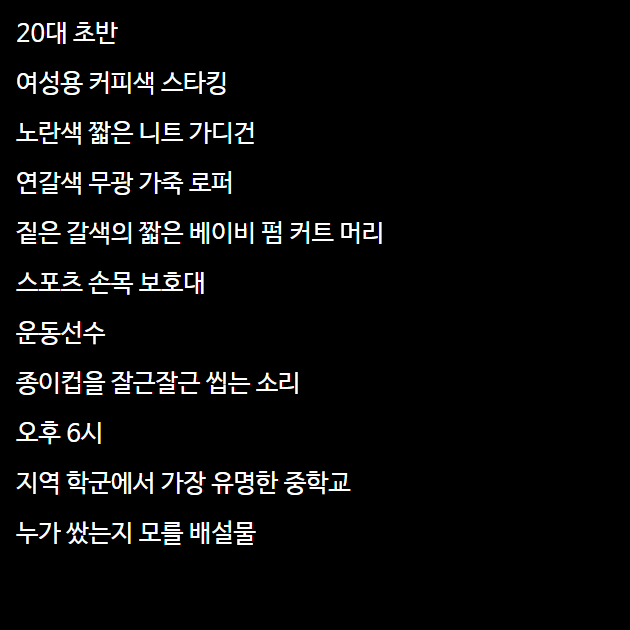 20대 초반
여성용 커피색 스타킹
노란색 짧은 니트 가디건
연갈색 무광 가죽 로퍼
짙은 갈색의 짧은 베이비 펌 커트 머리
스포츠 손목 보호대
운동선수
종이컵을 잘근잘근 씹는 소리
오후 6시
지역 학군에서 가장 유명한 중학교
누가 쌌는지 모를 배설물